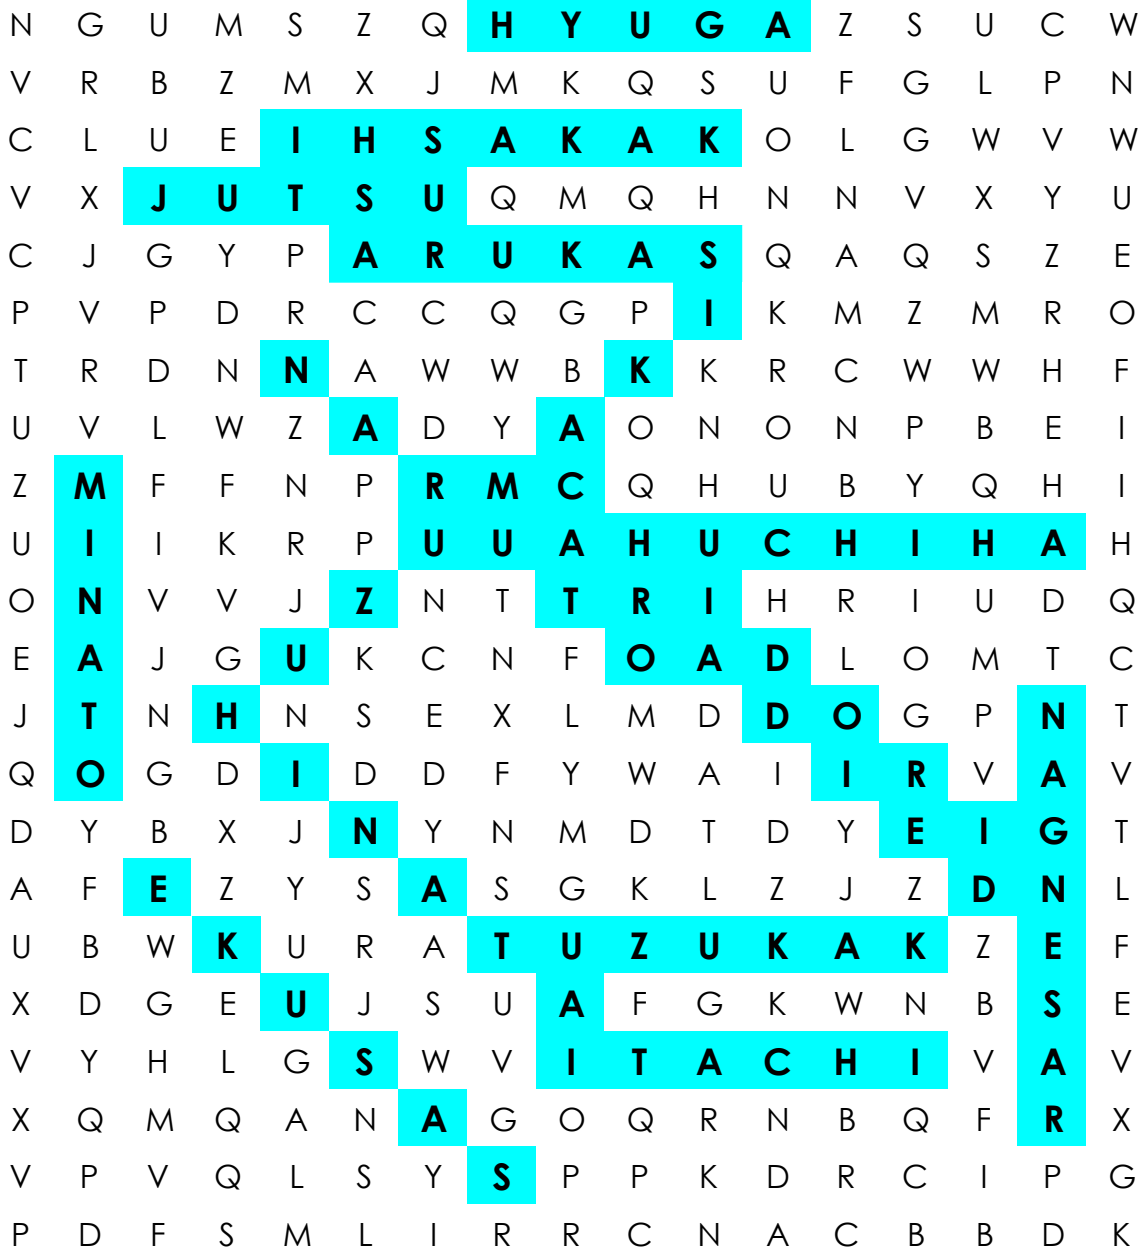 N G U M S Z Q H Y U G A Z S U C W
V R B Z M X J M K Q S U F G L P N
C L U E I H S A K A K O L G W V W
V X J U T S U Q M Q H N N V X Y U
C J G Y P A R U K A S Q A Q S Z E
P V P D R C C Q G P I K M Z M R O
T R D N N A W W B K K R C W W H F
U V L W Z A D Y A O N O N P B E I
Z M F F N P R M C Q H U B Y Q H I
U I I K R P U U A H U C H I H A H
O N V V J Z N T T R I H R I U D Q
E A J G U K C N F O A D L O M T C
J T N H N S E X L M D D O G P N T
Q O G D I D D F Y W A I I R V A V
D Y B X J N Y N M D T D Y E I G T
A F E Z Y S A S G K L Z J Z D N L
U B W K U R A T U Z U K A K Z E F
X D G E U J S U A F G K W N B S E
V Y H L G S W V I T A C H I V A V
X Q M Q A N A G O Q R N B Q F R X
V P V Q L S Y S P P K D R C I P G
P D F S M L I R R C N A C B B D K